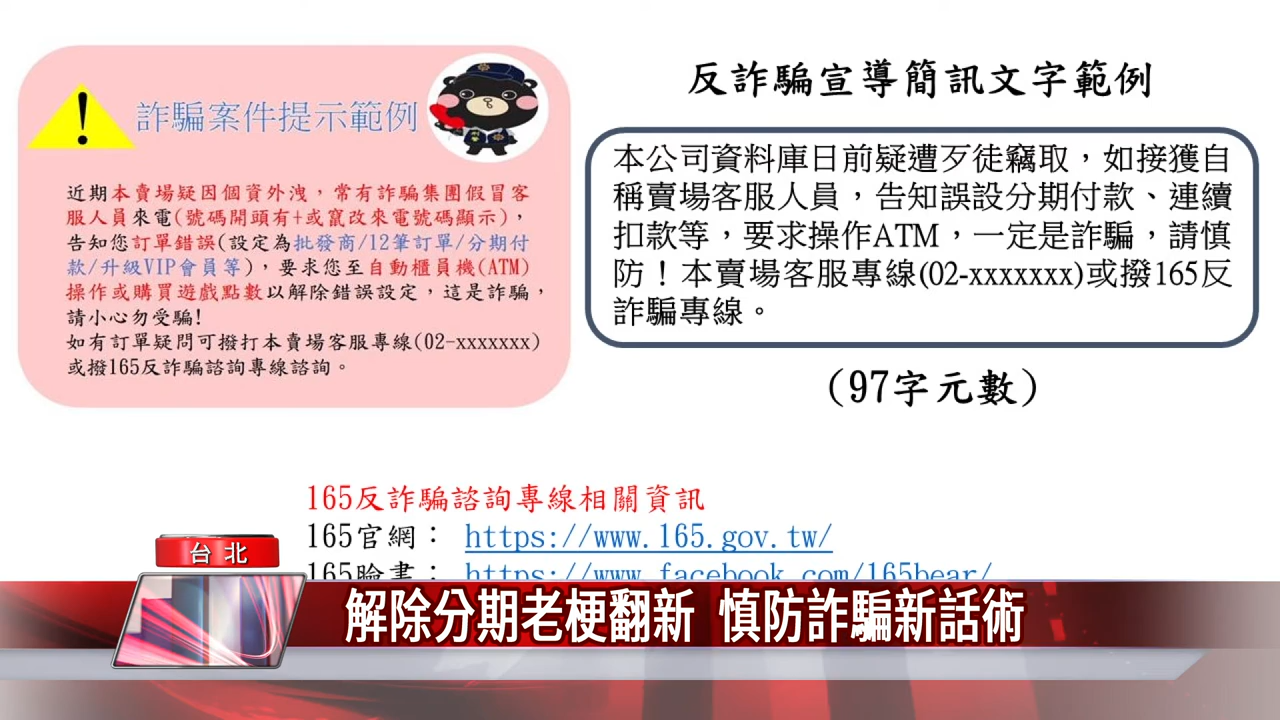 詐騙案件提示範例
近期本賣場疑因個資外洩，常有詐騙集團假冒客
服人員來電(號碼開頭有+或竄改來電號碼顯示)，
告知您訂單錯誤(設定為批發商/12筆訂單/分期付
款/升級VIP會員等)，要求您至自動櫃員機(ATM)
操作或購買遊戲點數以解除錯誤設定，這是詐騙，
請小心勿受騙!
如有訂單疑問可撥打本賣場客服專線(02-xxxxxxx)
或撥165反詐騙諮詢專線諮詢。
反詐騙宣導簡訊文字範例
本公司資料庫日前疑遭歹徒竊取，如接獲自
稱賣場客服人員，告知誤設分期付款、連續
扣款等，要求操作ATM，一定是詐騙，請慎
防！本賣場客服專線(02-xxxxxxx)或撥165反
詐騙專線。
(97字元數)
165反詐騙諮詢專線相關資訊
165官網： https://www.165.gov.tw/
165臉書： https://www.facebook.com/165bear/
台北
解除分期老梗翻新 慎防詐騙新話術